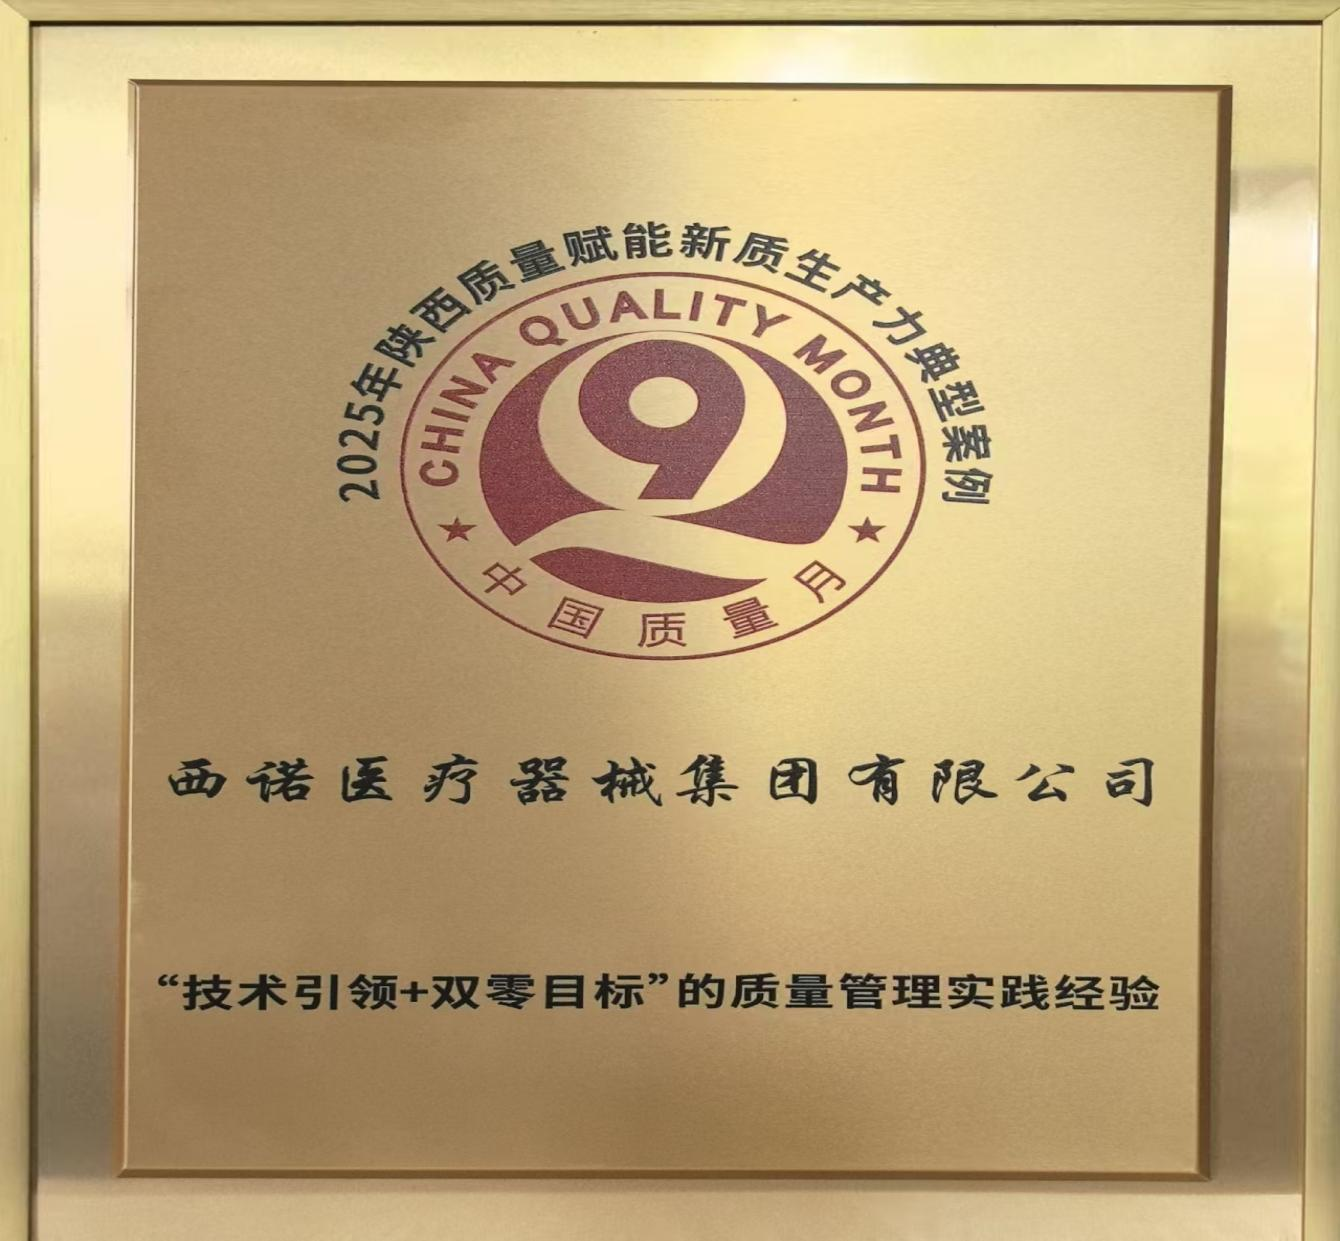 2025年陕西质量赋能新质生产力典型案例
CHINA QUALITY MONTH
中国质量月
西诺医疗器械集团有限公司
“技术引领+双零目标”的质量管理实践经验